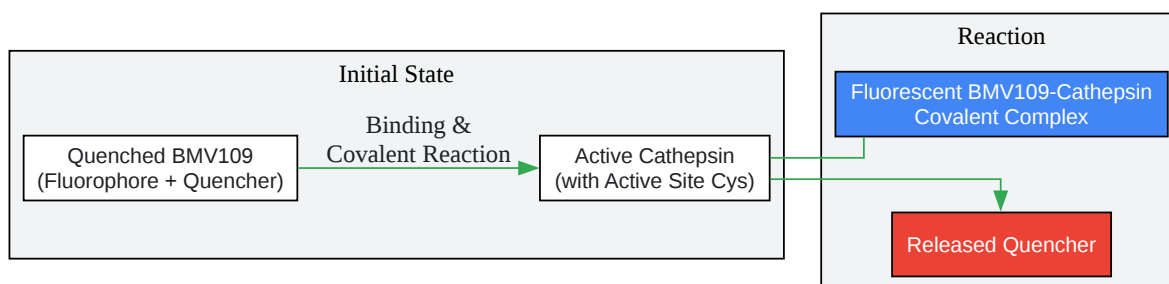 Initial State
Quenched BMV109
(Fluorophore + Quencher)
Binding &
Covalent Reaction
Active Cathepsin
(with Active Site Cys)
Reaction
Fluorescent BMV109-Cathepsin
Covalent Complex
Released Quencher